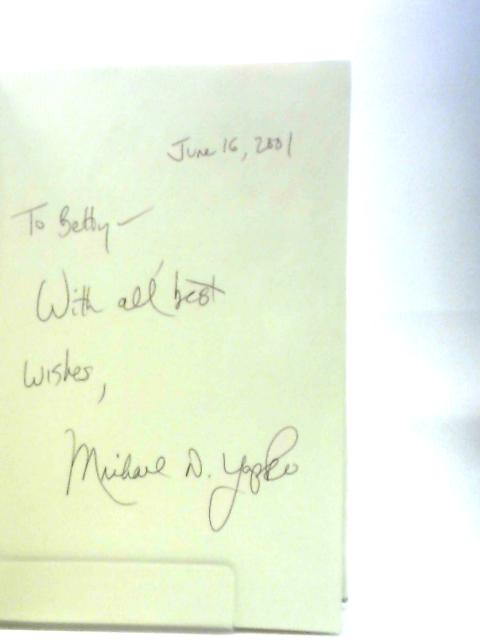 June 16, 2001
To Betty—
With all best
wishes,
Michael D. Yapko